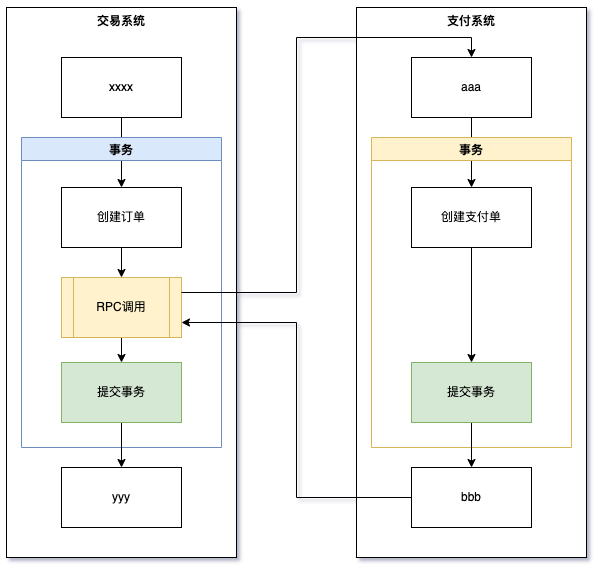 交易系统
xxxx
事务
创建订单
RPC调用
提交事务
yyy
支付系统
aaa
事务
创建支付单
提交事务
bbb